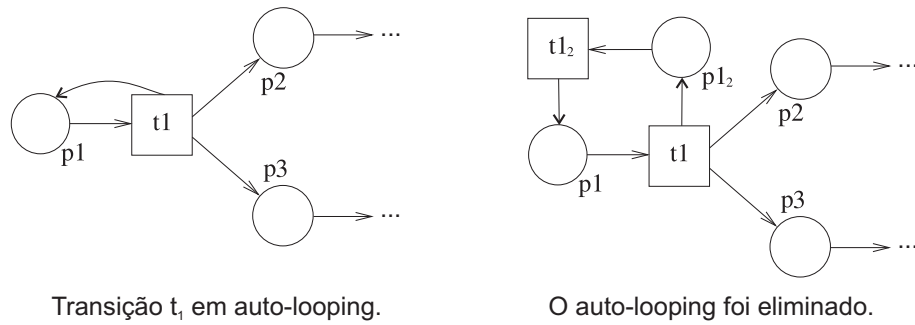 p1
t1
p2
...
p3
...
Transição t₁ em auto-looping.
t1₂
p1₂
p1
t1
p2
...
p3
...
O auto-looping foi eliminado.